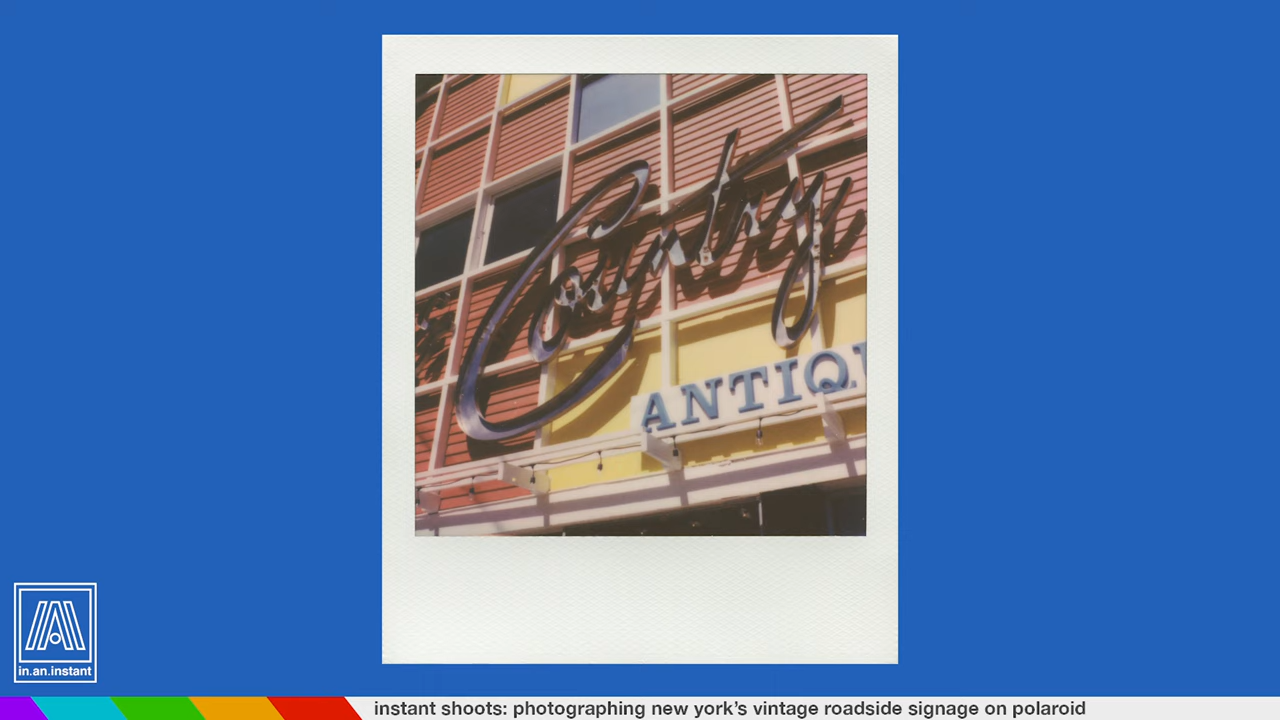 Country
ANTIQ
in.an.instant
instant shoots: photographing new york's vintage roadside signage on polaroid